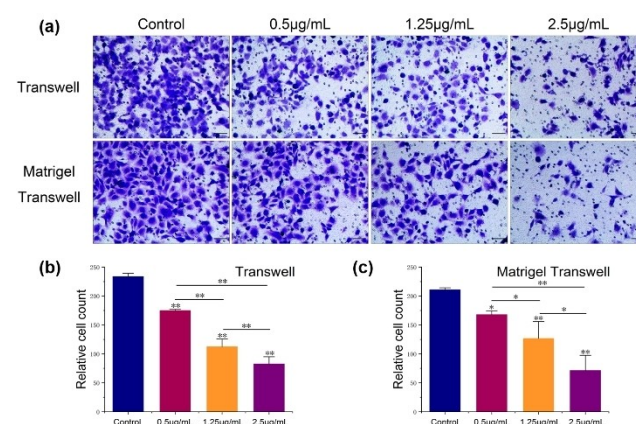 (a)
Control 0.5μg/mL 1.25μg/mL 2.5μg/mL
Transwell
Matrigel
Transwell
(b)
Transwell
Relative cell count
250
200
150
100
50
0
**
**
**
**
**
**
Control 0.5μg/mL 1.25μg/mL 2.5μg/mL
(c)
Matrigel Transwell
Relative cell count
250
200
150
100
50
0
**
*
*
*
**
**
Control 0.5μg/mL 1.25μg/mL 2.5μg/mL